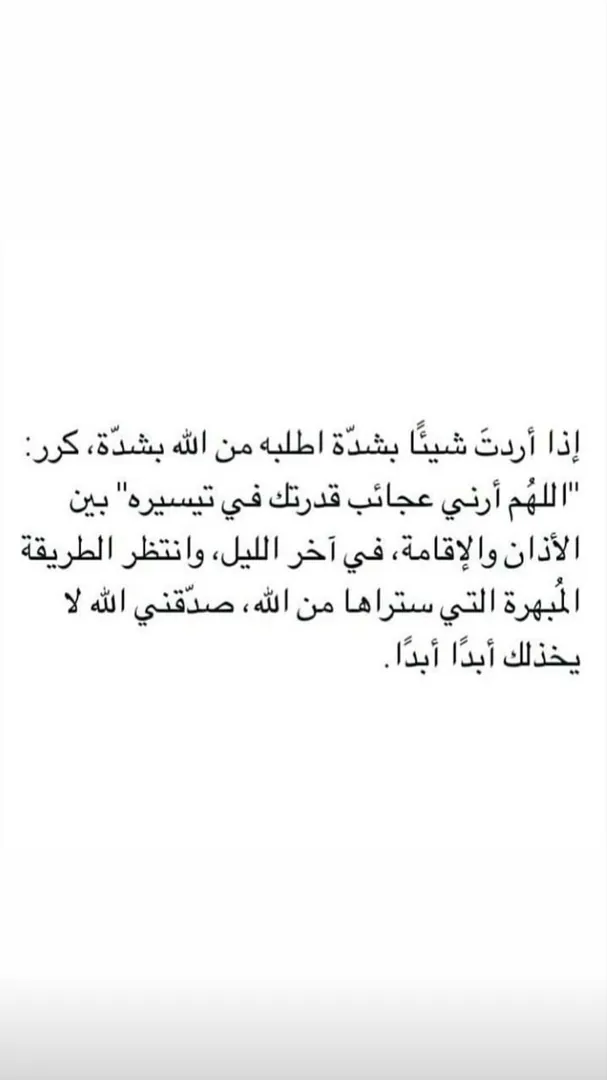 إذا أردتَ شيئًا بشدّة اطلبه من الله بشدّة، كرر:
"اللهُم أرني عجائب قدرتك في تيسيره" بين
الأذان والإقامة، في آخر الليل، وانتظر الطريقة
المُبهرة التي ستراها من الله، صدّقني الله لا
يخذلك أبدًا أبدًا.